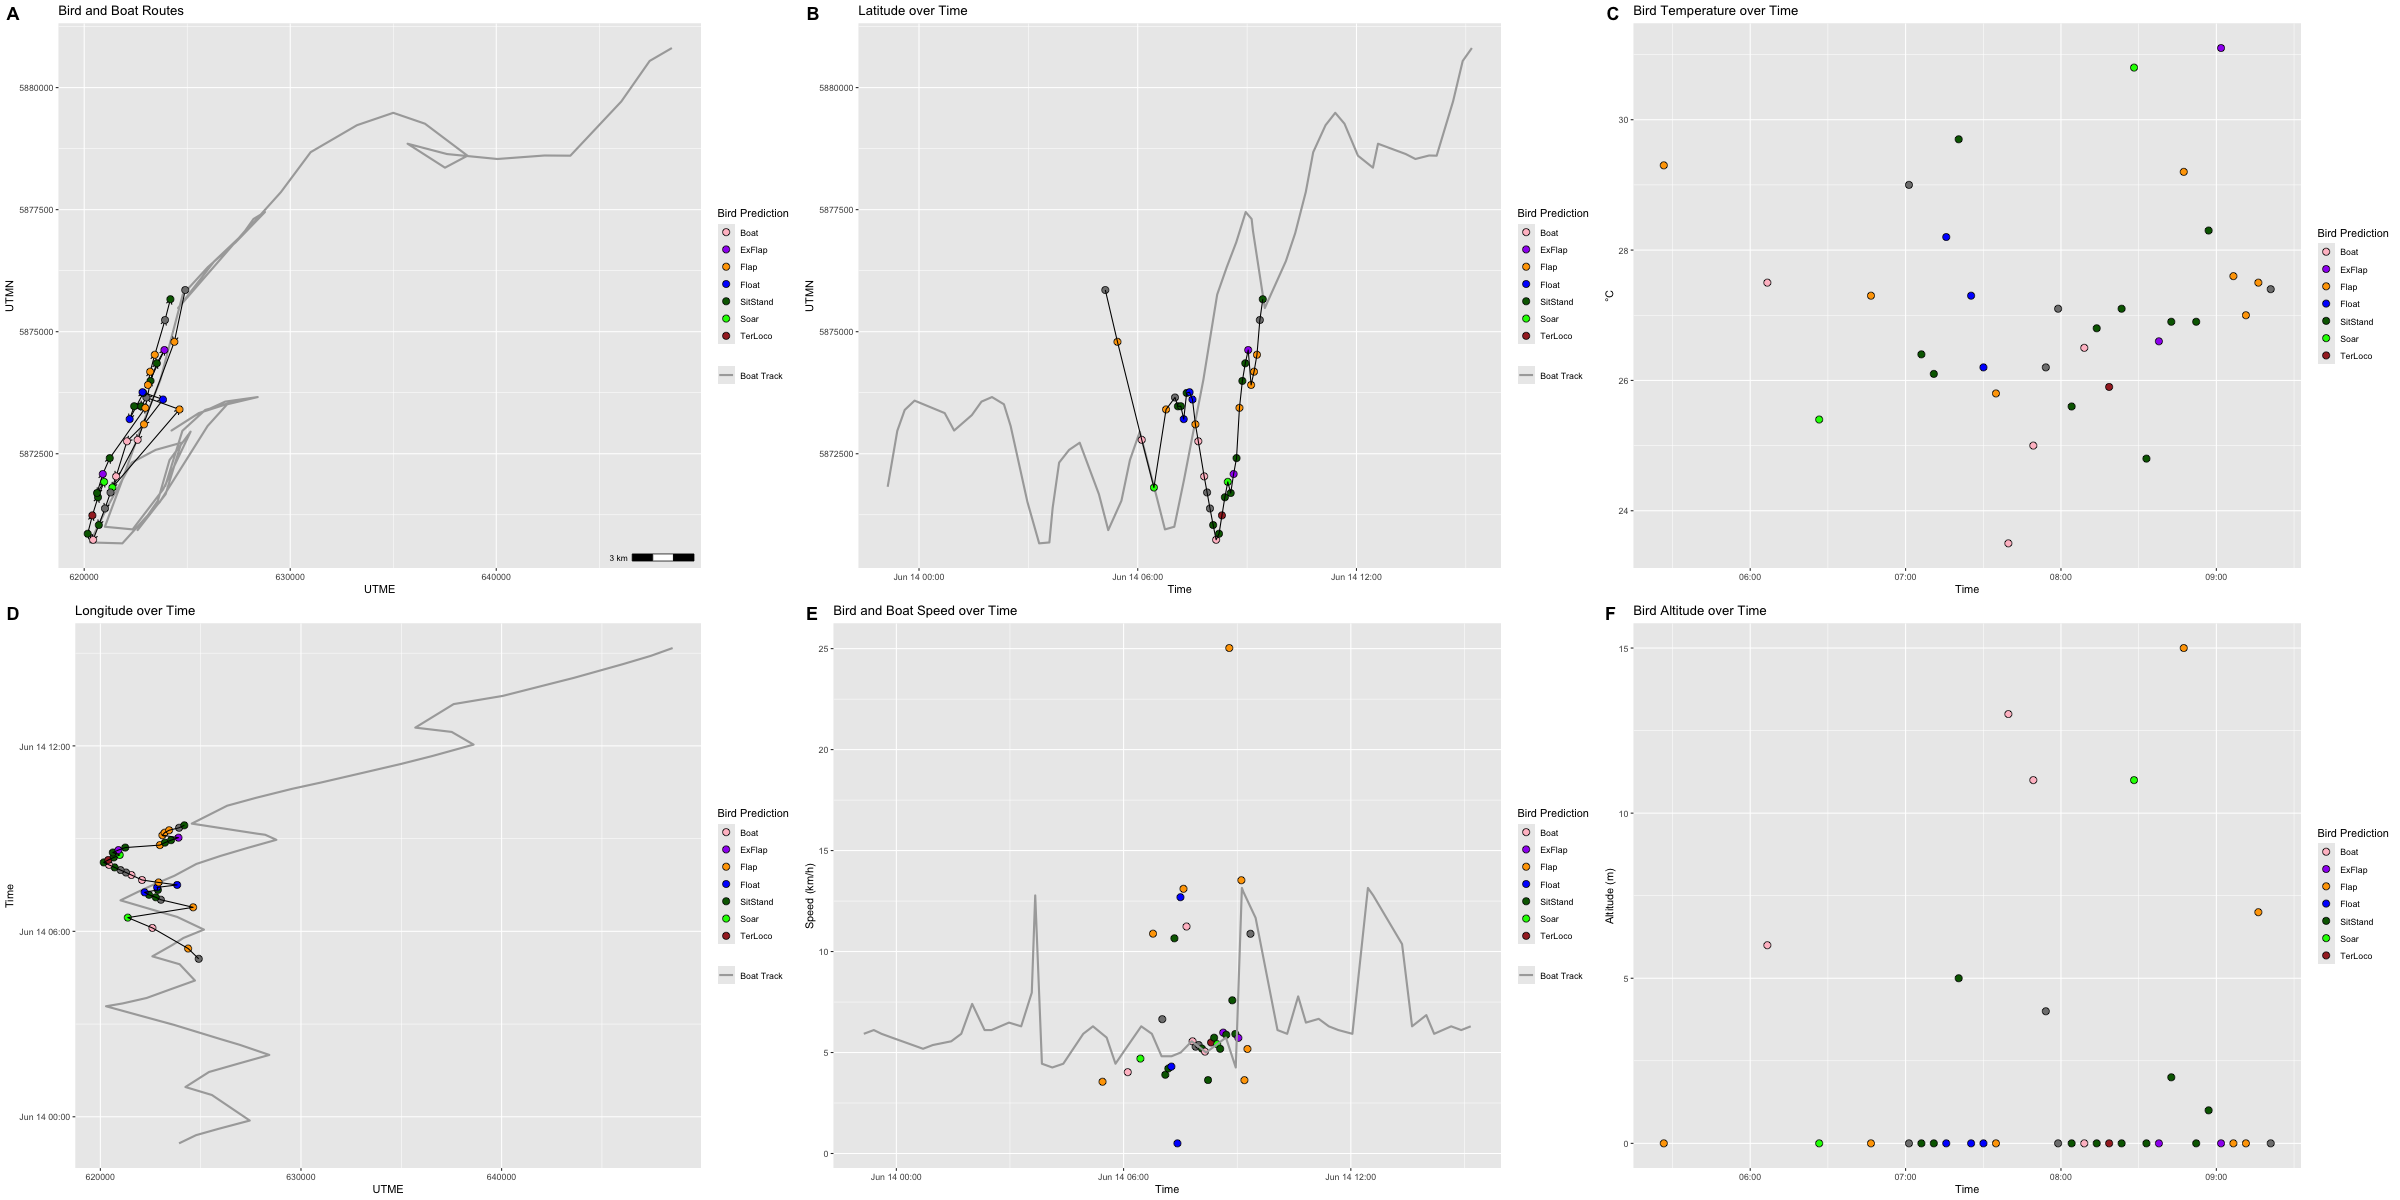 A
Bird and Boat Routes
UTMN
5880000
5877500
5875000
5872500
620000
630000
640000
UTME
3 km
Bird Prediction
Boat
ExFlap
Flap
Float
SitStand
Soar
TerLoco
Boat Track
B
Latitude over Time
UTMN
5880000
5877500
5875000
5872500
Jun 14 00:00
Jun 14 06:00
Jun 14 12:00
Time
Bird Prediction
Boat
ExFlap
Flap
Float
SitStand
Soar
TerLoco
Boat Track
C
Bird Temperature over Time
°C
30
28
26
24
06:00
07:00
08:00
09:00
Time
Bird Prediction
Boat
ExFlap
Flap
Float
SitStand
Soar
TerLoco
D
Longitude over Time
Time
Jun 14 12:00
Jun 14 06:00
Jun 14 00:00
620000
630000
640000
UTME
Bird Prediction
Boat
ExFlap
Flap
Float
SitStand
Soar
TerLoco
Boat Track
E
Bird and Boat Speed over Time
Speed (km/h)
25
20
15
10
5
0
Jun 14 00:00
Jun 14 06:00
Jun 14 12:00
Time
Bird Prediction
Boat
ExFlap
Flap
Float
SitStand
Soar
TerLoco
Boat Track
F
Bird Altitude over Time
Altitude (m)
15
10
5
0
06:00
07:00
08:00
09:00
Time
Bird Prediction
Boat
ExFlap
Flap
Float
SitStand
Soar
TerLoco